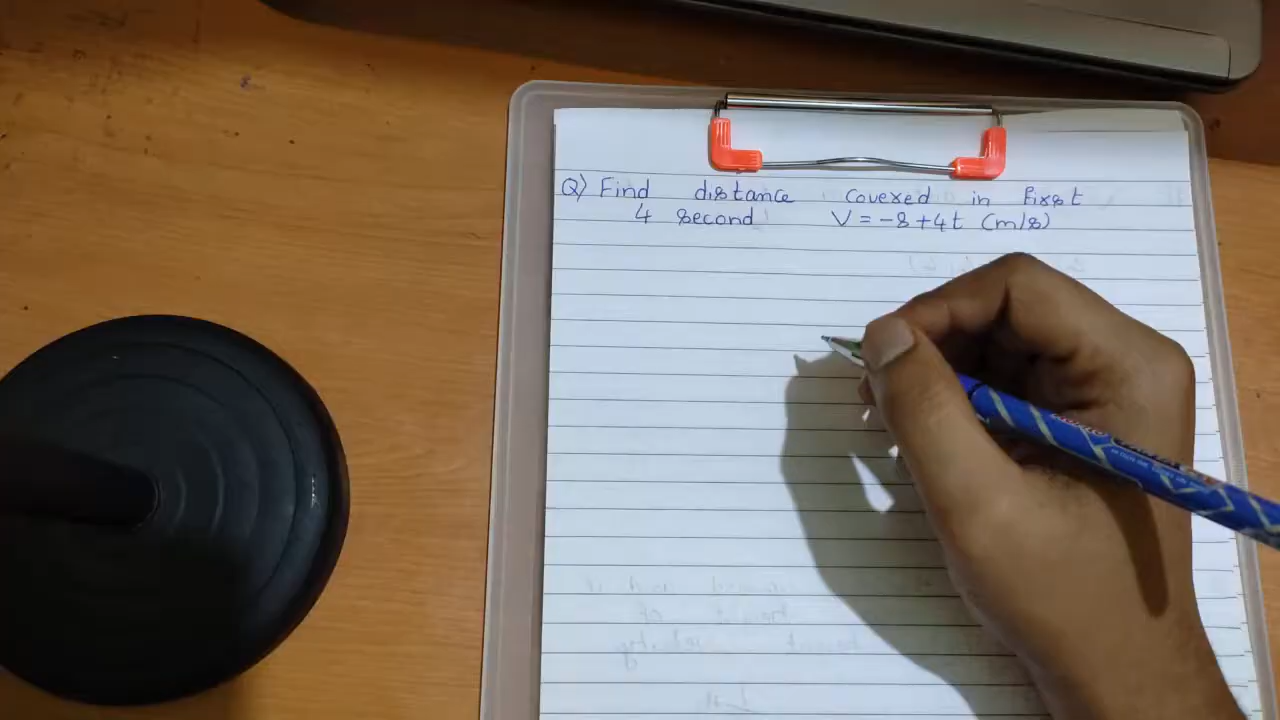 Q) Find distance covered in first
4 second V = -8+4t (m/s)